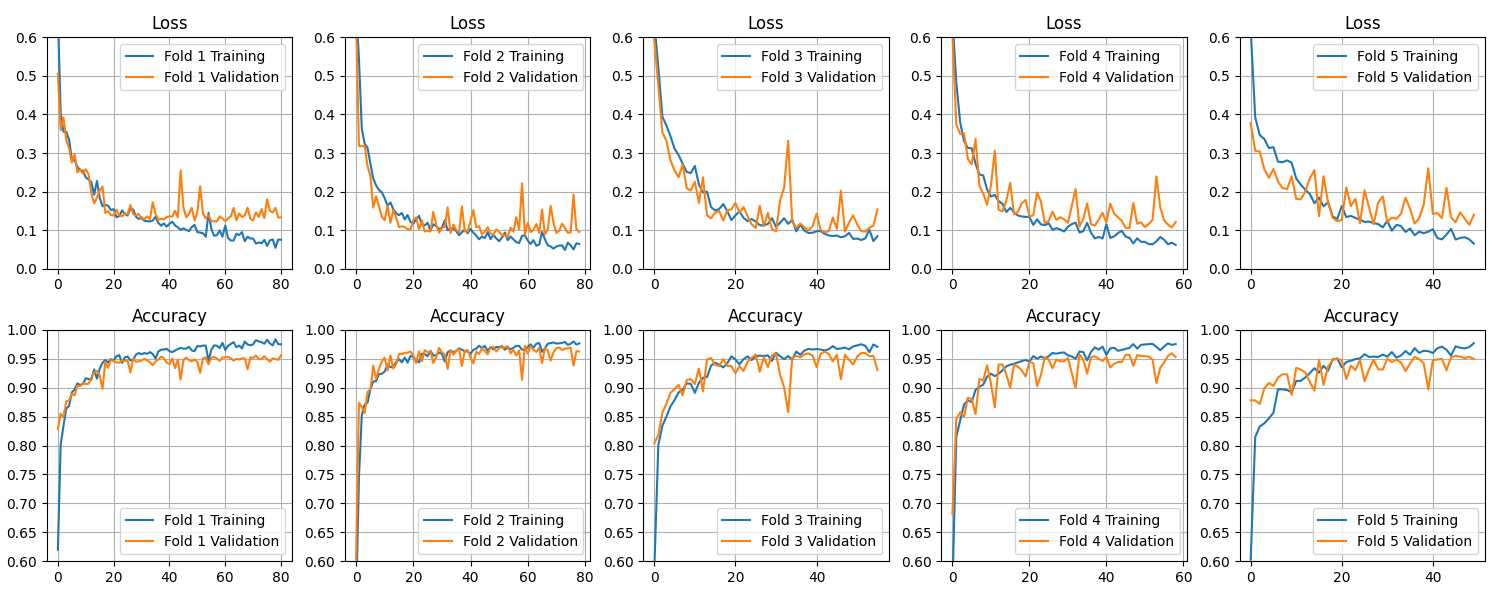 Loss
0.6
0.5
0.4
0.3
0.2
0.1
0.0
0 20 40 60 80
Fold 1 Training
Fold 1 Validation
Loss
0.6
0.5
0.4
0.3
0.2
0.1
0.0
0 20 40 60 80
Fold 2 Training
Fold 2 Validation
Loss
0.6
0.5
0.4
0.3
0.2
0.1
0.0
0 20 40
Fold 3 Training
Fold 3 Validation
Loss
0.6
0.5
0.4
0.3
0.2
0.1
0.0
0 20 40 60
Fold 4 Training
Fold 4 Validation
Loss
0.6
0.5
0.4
0.3
0.2
0.1
0.0
0 20 40
Fold 5 Training
Fold 5 Validation
Accuracy
1.00
0.95
0.90
0.85
0.80
0.75
0.70
0.65
0.60
0 20 40 60 80
Fold 1 Training
Fold 1 Validation
Accuracy
1.00
0.95
0.90
0.85
0.80
0.75
0.70
0.65
0.60
0 20 40 60 80
Fold 2 Training
Fold 2 Validation
Accuracy
1.00
0.95
0.90
0.85
0.80
0.75
0.70
0.65
0.60
0 20 40
Fold 3 Training
Fold 3 Validation
Accuracy
1.00
0.95
0.90
0.85
0.80
0.75
0.70
0.65
0.60
0 20 40 60
Fold 4 Training
Fold 4 Validation
Accuracy
1.00
0.95
0.90
0.85
0.80
0.75
0.70
0.65
0.60
0 20 40
Fold 5 Training
Fold 5 Validation